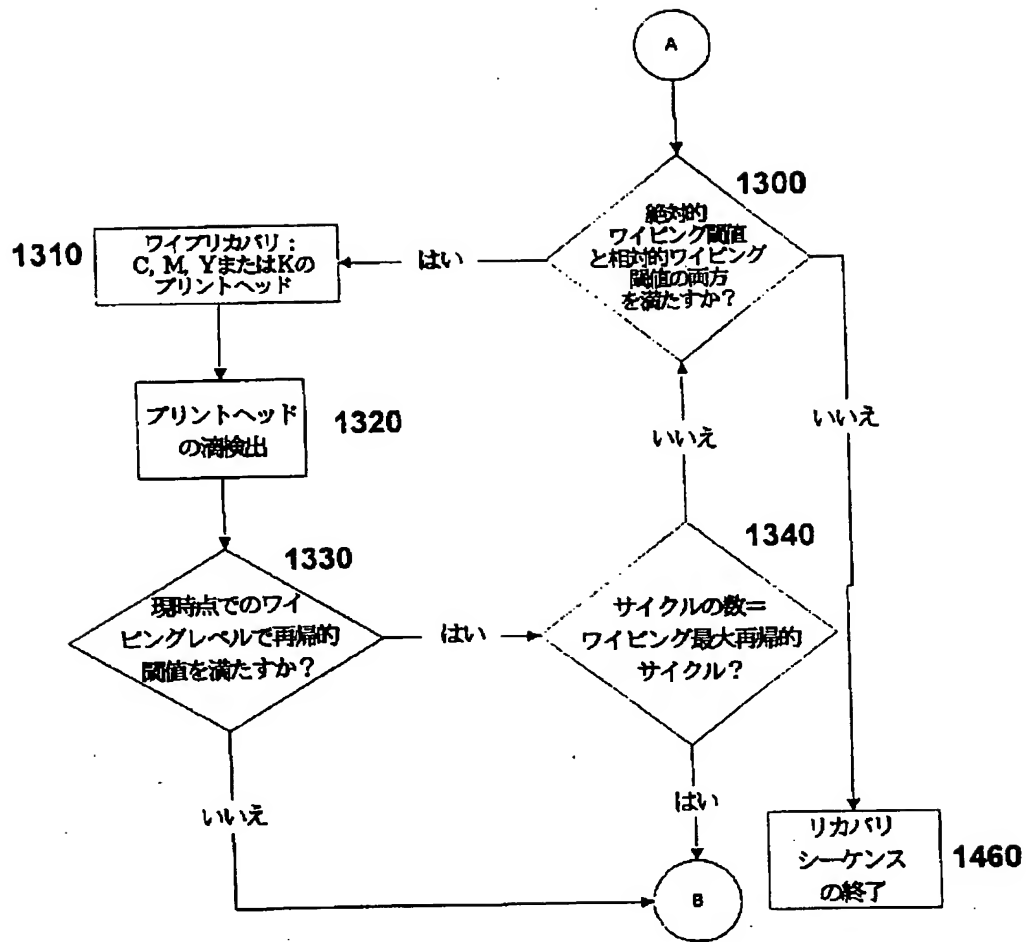 A
1300
絶対的
ワイピング閾値
と相対的ワイピング
閾値の両方
を満たすか?
はい
1310
ワイプリカバリ:
C, M, YまたはKの
プリントヘッド
プリントヘッド
の滴検出
1320
いいえ
いいえ
1330
現時点でのワイ
ピングレベルで再帰的
閾値を満たすか?
はい
1340
サイクルの数=
ワイピング最大再帰的
サイクル?
いいえ
はい
リカバリ
シーケンス
の終了
1460
B